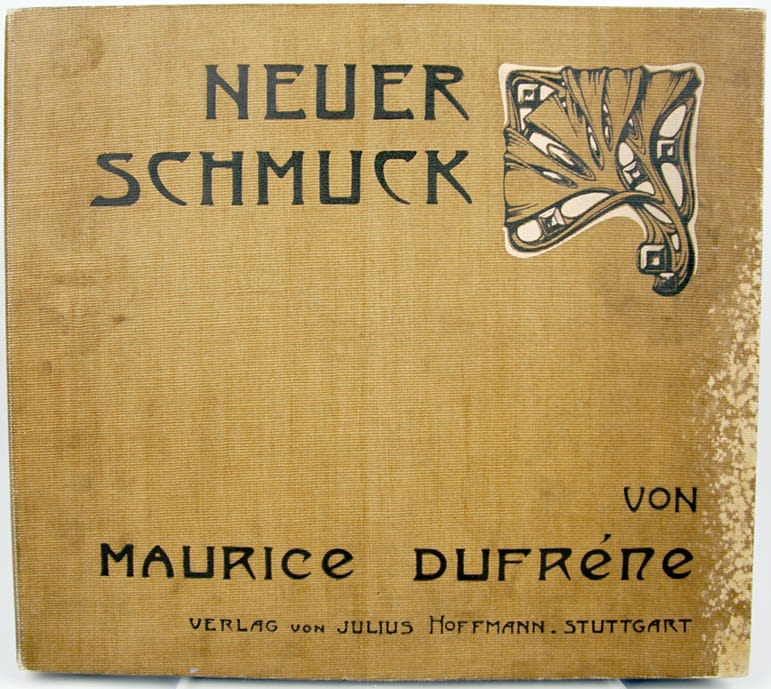 NEUER
SCHMUCK
VON
MAURICE DUFRÉNE
VERLAG VON JULIUS HOFFMANN. STUTTGART